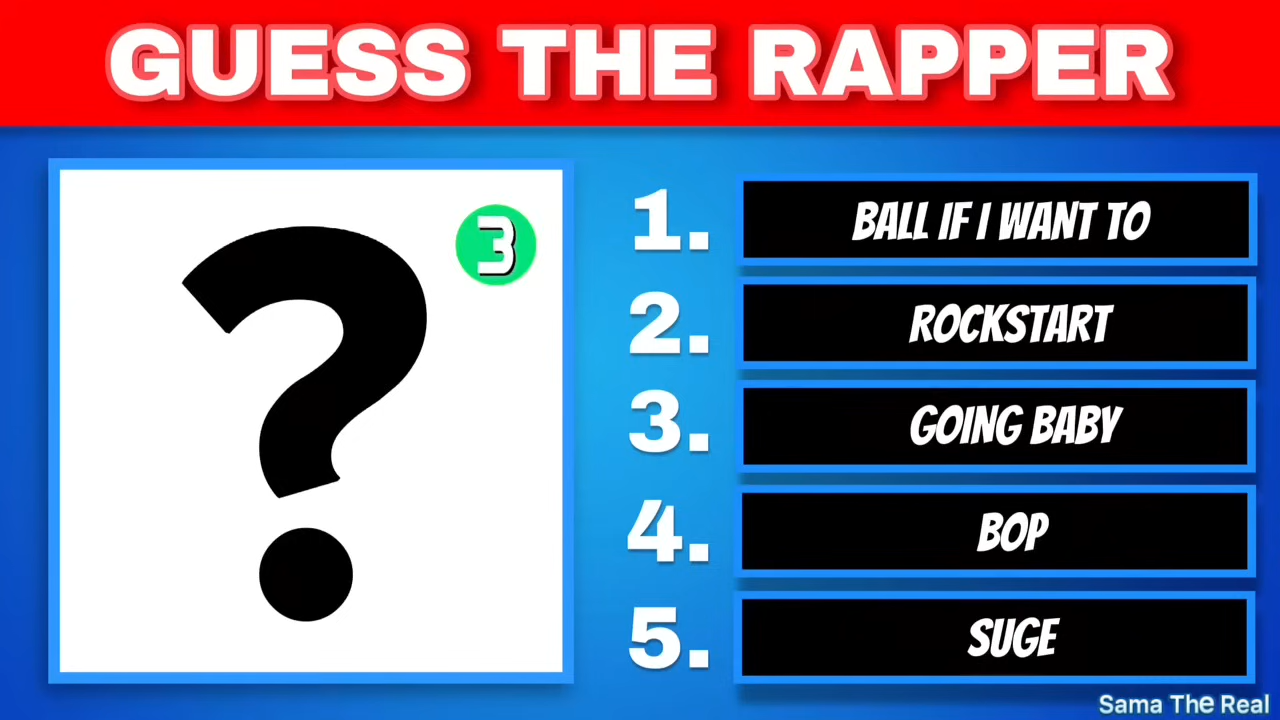 GUESS THE RAPPER
3
1. BALL IF I WANT TO
2. ROCKSTART
3. GOING BABY
4. BOP
5. SUGE
?
Sama The Real